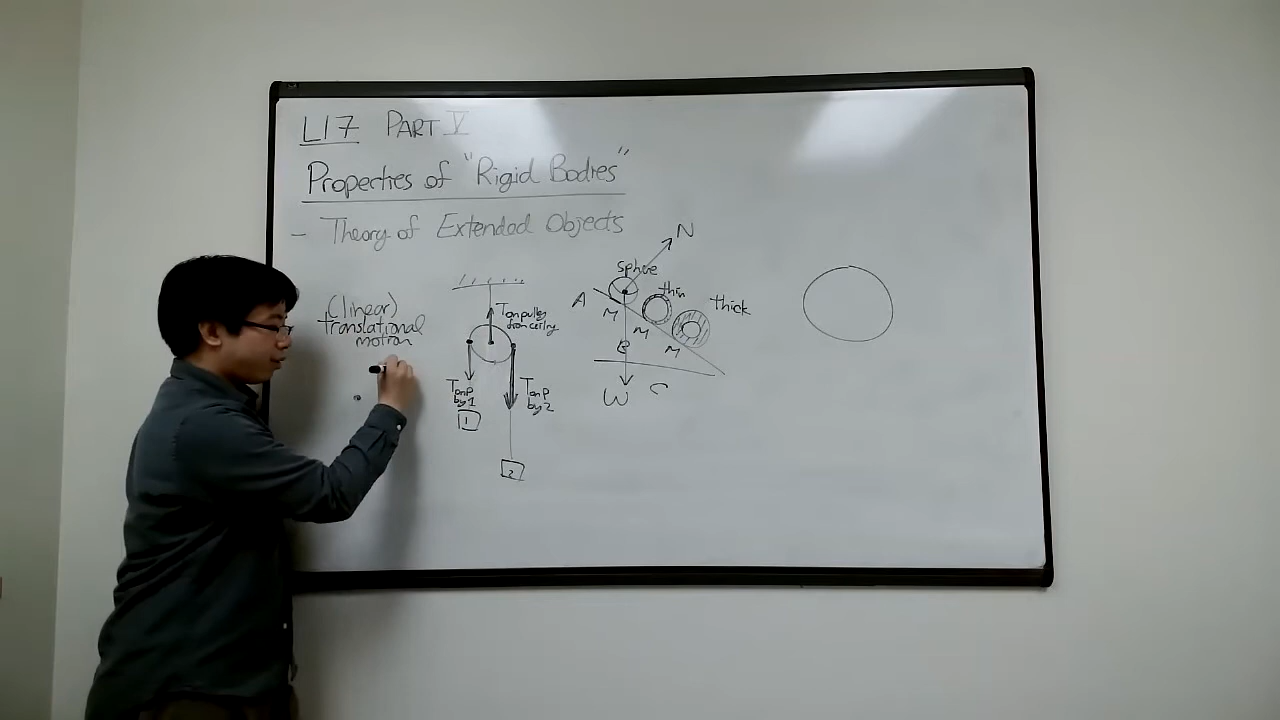 L17 PART V
Properties of "Rigid Bodies"
- Theory of Extended Objects
(linear)
translational
motion
T on pulley
from ceiling
T on P
by 1
1
T on P
by 2
2
N
sphere
thin
thick
A
M
M
M
B
W
C